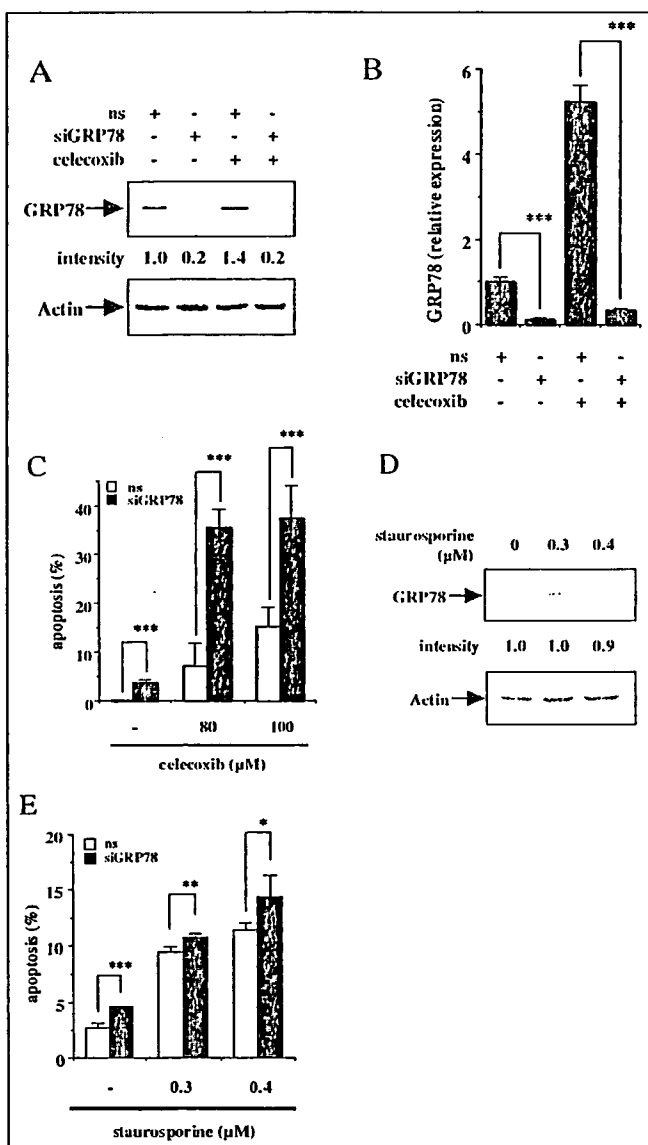 A
ns + - + -
siGRP78 - + - +
celecoxib - - + +
GRP78
intensity 1.0 0.2 1.4 0.2
Actin
B
***
***
GRP78 (relative expression)
6
5
2
1
0
ns + - + -
siGRP78 - + - +
celecoxib - - + +
C
ns
siGRP78
***
***
***
apoptosis (%)
40
30
20
10
0
- 80 100
celecoxib (µM)
D
staurosporine (µM) 0 0.3 0.4
GRP78
intensity 1.0 1.0 0.9
Actin
E
ns
siGRP78
***
**
*
apoptosis (%)
20
15
10
5
0
- 0.3 0.4
staurosporine (µM)